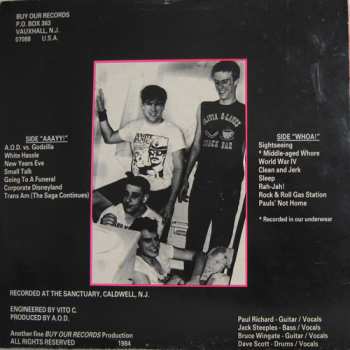 BUY OUR RECORDS
P.O. BOX 363
VAUXHALL, N.J.
07088 U.S.A.
SIDE "AAAYY!"
A.O.D. vs. Godzilla
White Hassle
New Years Eve
Small Talk
Going To A Funeral
Corporate Disneyland
Trans Am (The Saga Continues)
OLIVIA & LANCE
SNACK BAR
SIDE "WHOA!"
Sightseeing
* Middle-aged Whore
World War IV
Clean and Jerk
Sleep
Rah-Jah!
Rock & Roll Gas Station
Pauls' Not Home
* Recorded in our underwear
RECORDED AT THE SANCTUARY, CALDWELL, N.J.
ENGINEERED BY VITO C.
PRODUCED BY A.O.D.
Another fine BUY OUR RECORDS Production
ALL RIGHTS RESERVED 1984
Paul Richard - Guitar / Vocals
Jack Steeples - Bass / Vocals
Bruce Wingate - Guitar / Vocals
Dave Scott - Drums / Vocals